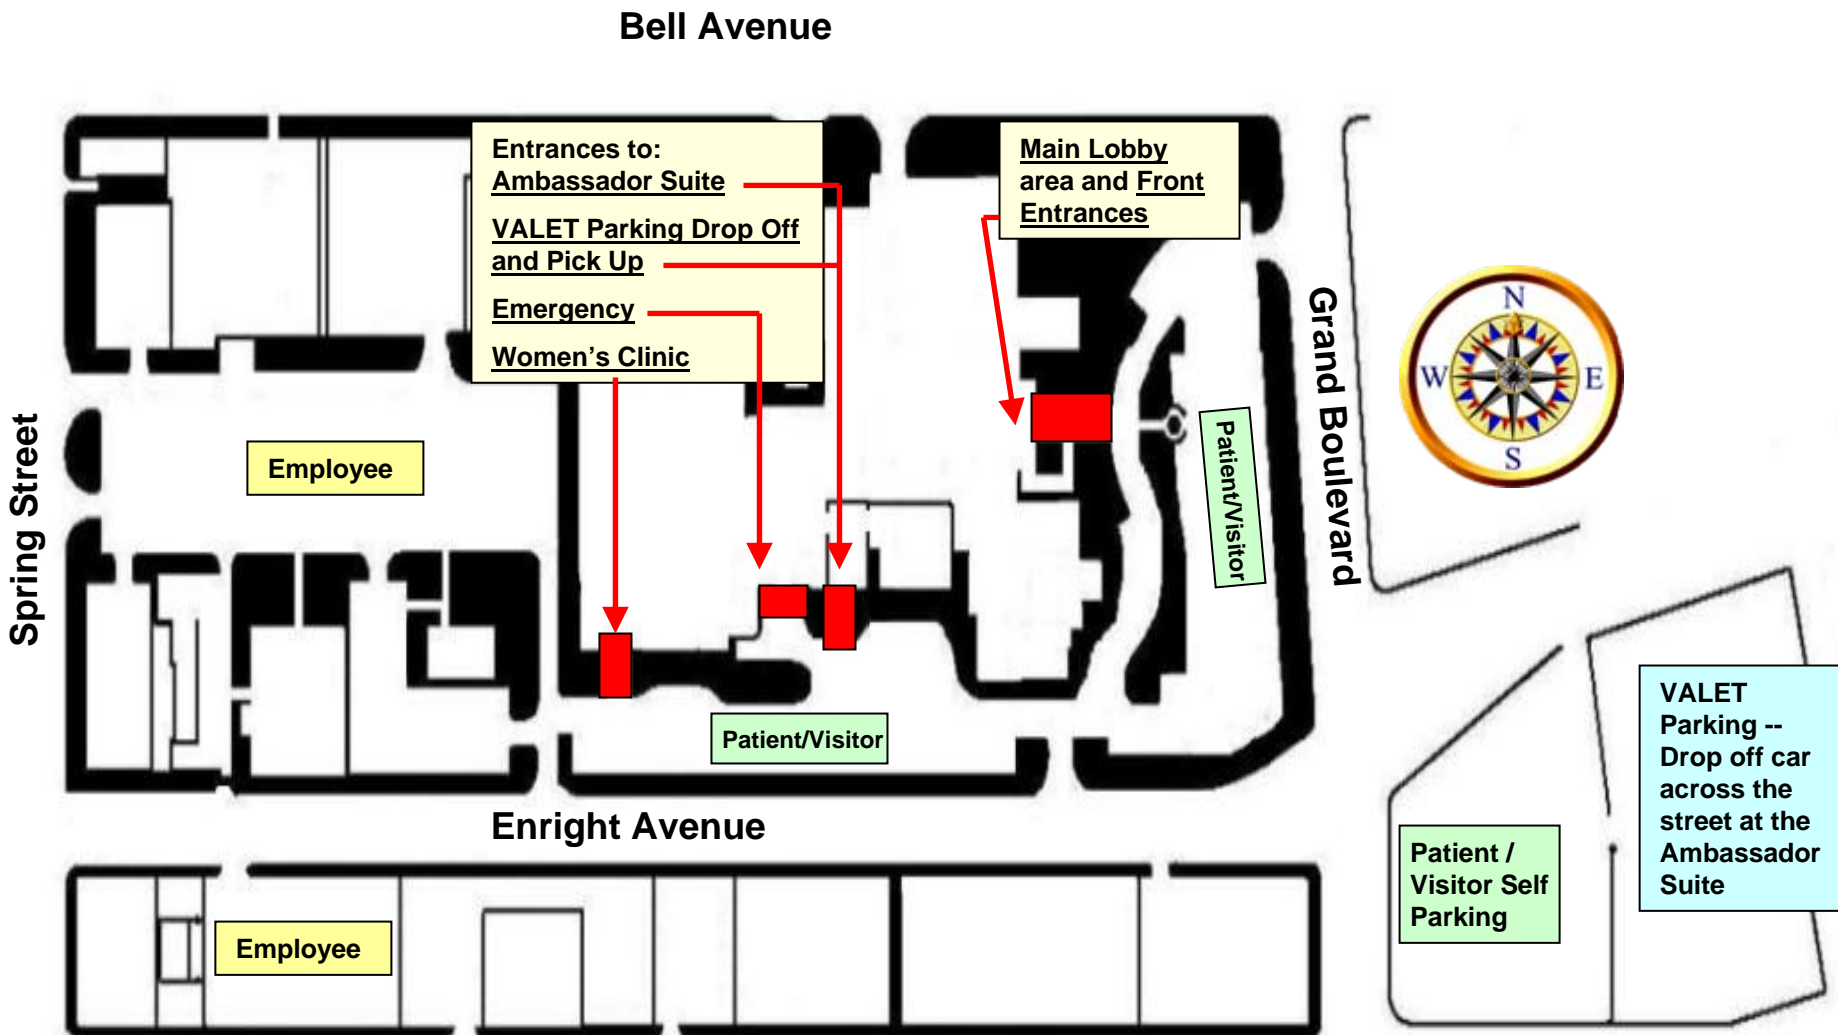 Bell Avenue
Entrances to:
Ambassador Suite
VALET Parking Drop Off
and Pick Up
Emergency
Women's Clinic
Main Lobby
area and Front
Entrances
N
W
E
S
Grand Boulevard
Patient/Visitor
Spring Street
Employee
Patient/Visitor
Enright Avenue
Employee
Patient /
Visitor Self
Parking
VALET
Parking --
Drop off car
across the
street at the
Ambassador
Suite